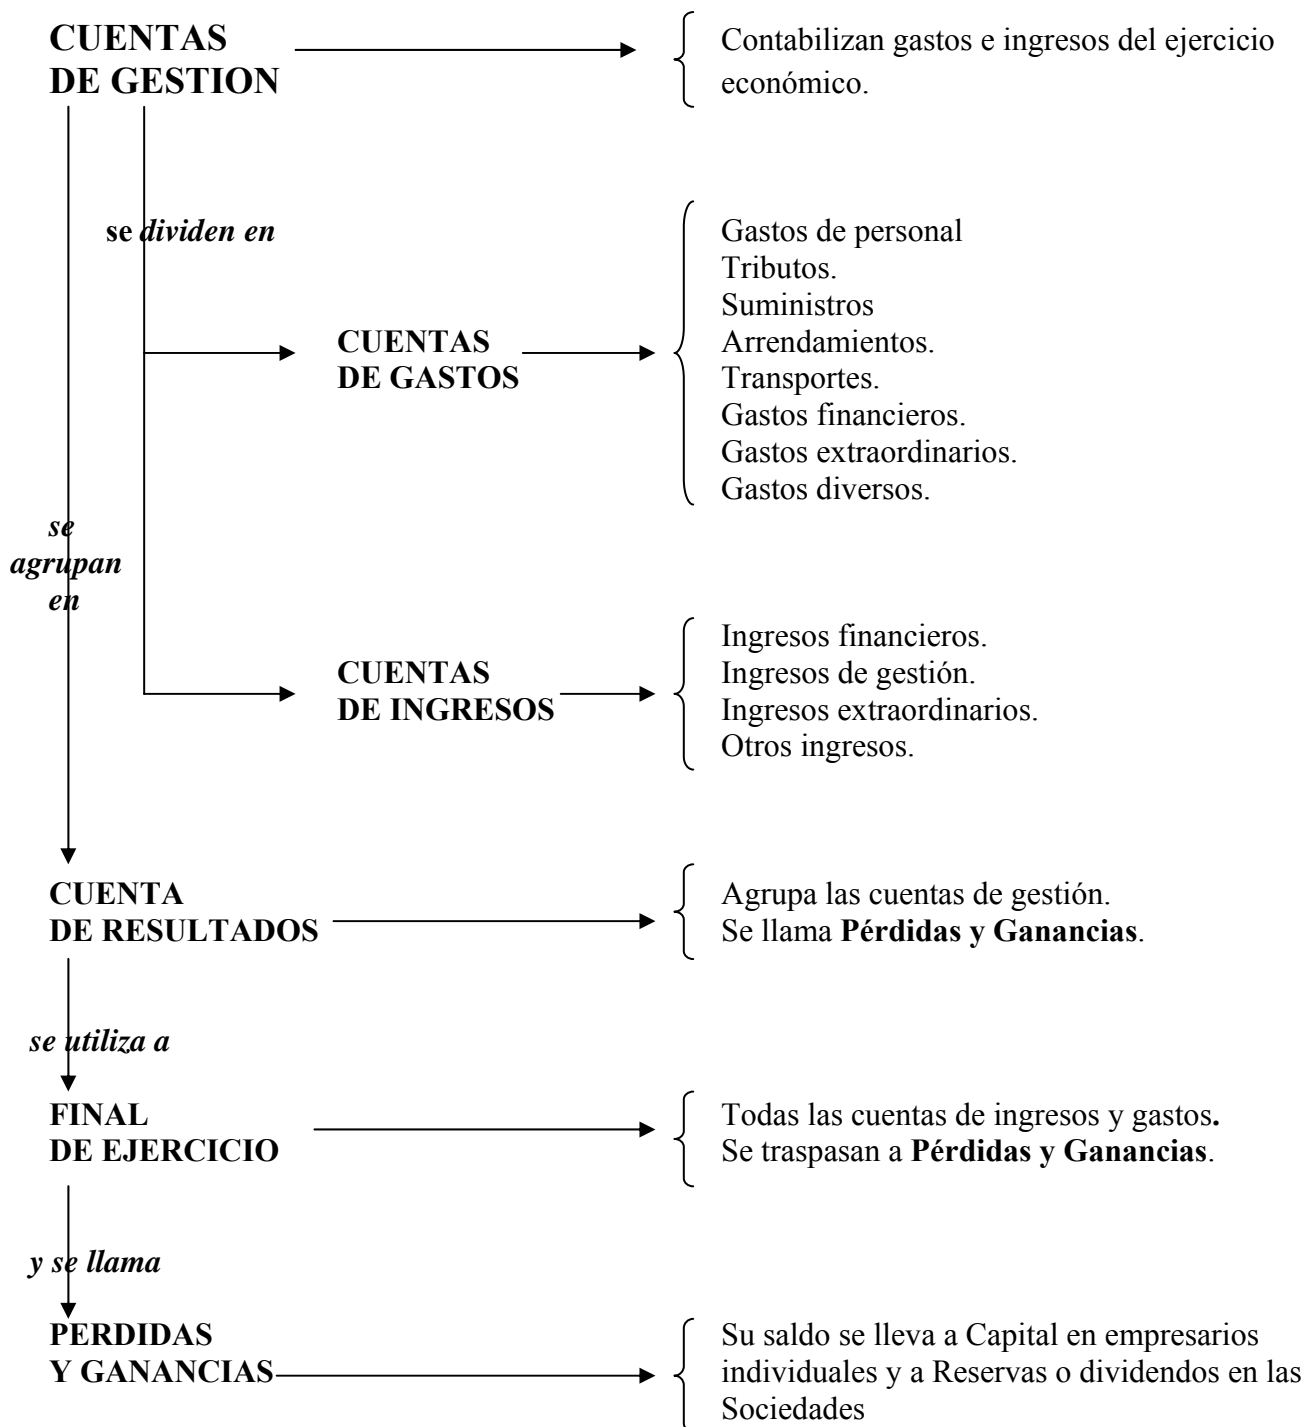 CUENTAS
DE GESTION
Contabilizan gastos e ingresos del ejercicio
económico.
se dividen en
CUENTAS
DE GASTOS
Gastos de personal
Tributos.
Suministros
Arrendamientos.
Transportes.
Gastos financieros.
Gastos extraordinarios.
Gastos diversos.
se
agrupan
en
CUENTAS
DE INGRESOS
Ingresos financieros.
Ingresos de gestión.
Ingresos extraordinarios.
Otros ingresos.
CUENTA
DE RESULTADOS
Agrupa las cuentas de gestión.
Se llama Pérdidas y Ganancias.
se utiliza a
FINAL
DE EJERCICIO
Todas las cuentas de ingresos y gastos.
Se traspasan a Pérdidas y Ganancias.
y se llama
PERDIDAS
Y GANANCIAS
Su saldo se lleva a Capital en empresarios
individuales y a Reservas o dividendos en las
Sociedades